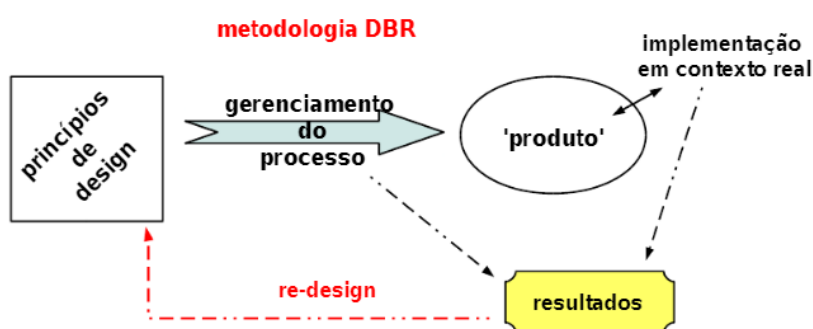 metodologia DBR
implementação
em contexto real
princípios
de
design
gerenciamento
do
processo
'produto'
re-design
resultados